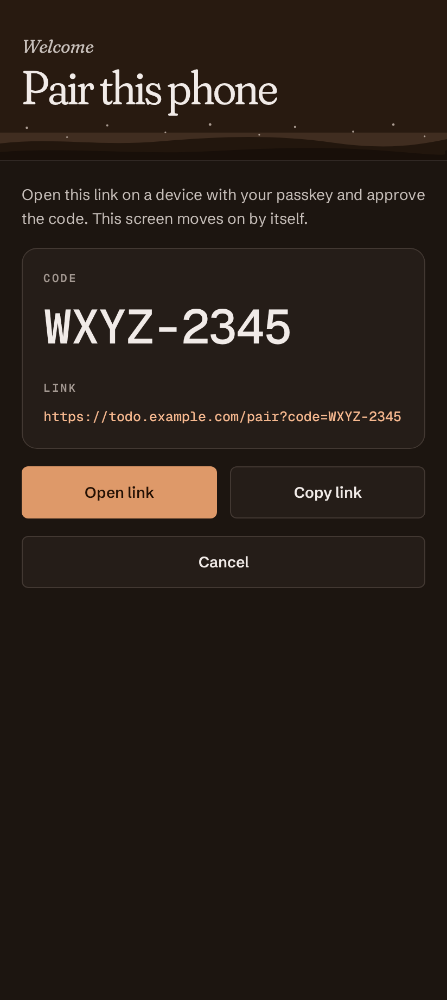 Welcome
Pair this phone
Open this link on a device with your passkey and approve
the code. This screen moves on by itself.
CODE
WXYZ-2345
LINK
https://todo.example.com/pair?code=WXYZ-2345
Open link
Copy link
Cancel